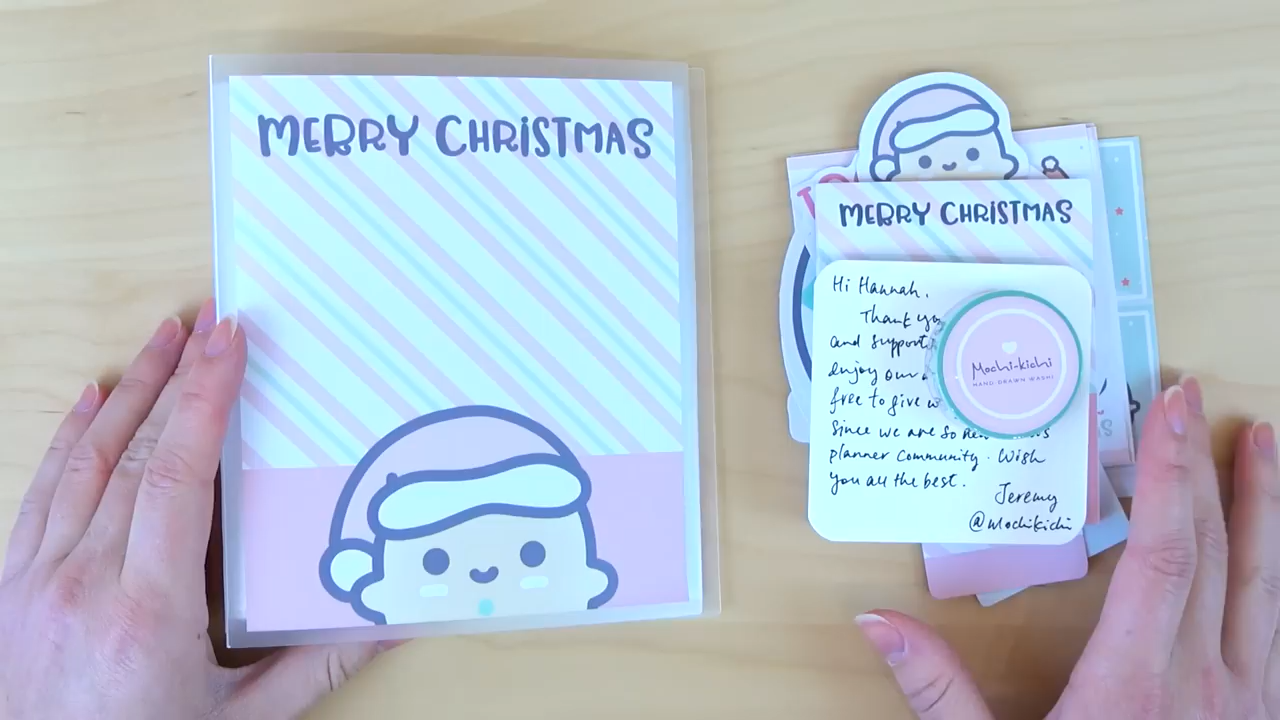 MERRY CHRISTMAS
MERRY CHRISTMAS
Hi Hannah,
Thank you
and support
enjoy our
free to give
Since we are so
planner community. Wish
you all the best.
Jeremy
@mochikichi
Mochi-kichi
HAND DRAWN WASHI